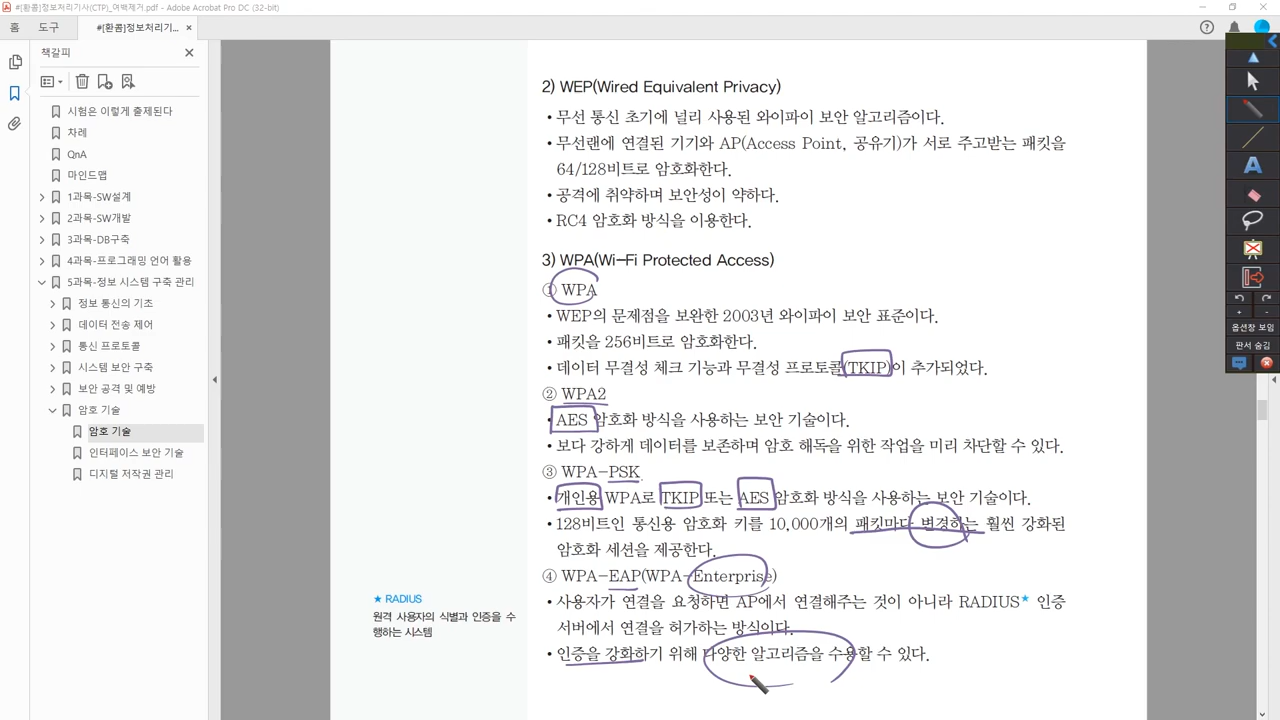 #[환콤]정보처리기사(CTP)_여백제거.pdf - Adobe Acrobat Pro DC (32-bit)
홈 도구 #[환콤]정보처리기... ×
책갈피
시험은 이렇게 출제된다
차례
QnA
마인드맵
1과목-SW설계
2과목-SW개발
3과목-DB구축
4과목-프로그래밍 언어 활용
5과목-정보 시스템 구축 관리
정보 통신의 기초
데이터 전송 제어
통신 프로토콜
시스템 보안 구축
보안 공격 및 예방
암호 기술
암호 기술
인터페이스 보안 기술
디지털 저작권 관리
★ RADIUS
원격 사용자의 식별과 인증을 수
행하는 시스템
2) WEP(Wired Equivalent Privacy)
• 무선 통신 초기에 널리 사용된 와이파이 보안 알고리즘이다.
• 무선랜에 연결된 기기와 AP(Access Point, 공유기)가 서로 주고받는 패킷을
64/128비트로 암호화한다.
• 공격에 취약하며 보안성이 약하다.
• RC4 암호화 방식을 이용한다.
3) WPA(Wi-Fi Protected Access)
① WPA
• WEP의 문제점을 보완한 2003년 와이파이 보안 표준이다.
• 패킷을 256비트로 암호화한다.
• 데이터 무결성 체크 기능과 무결성 프로토콜(TKIP)이 추가되었다.
② WPA2
• AES 암호화 방식을 사용하는 보안 기술이다.
• 보다 강하게 데이터를 보존하며 암호 해독을 위한 작업을 미리 차단할 수 있다.
③ WPA-PSK
• 개인용 WPA로 TKIP 또는 AES 암호화 방식을 사용하는 보안 기술이다.
• 128비트인 통신용 암호화 키를 10,000개의 패킷마다 변경하는 훨씬 강화된
암호화 세션을 제공한다.
④ WPA-EAP(WPA-Enterprise)
• 사용자가 연결을 요청하면 AP에서 연결해주는 것이 아니라 RADIUS★ 인증
서버에서 연결을 허가하는 방식이다.
• 인증을 강화하기 위해 다양한 알고리즘을 수용할 수 있다.
A
+ -
옵션창 보임
판서 숨김